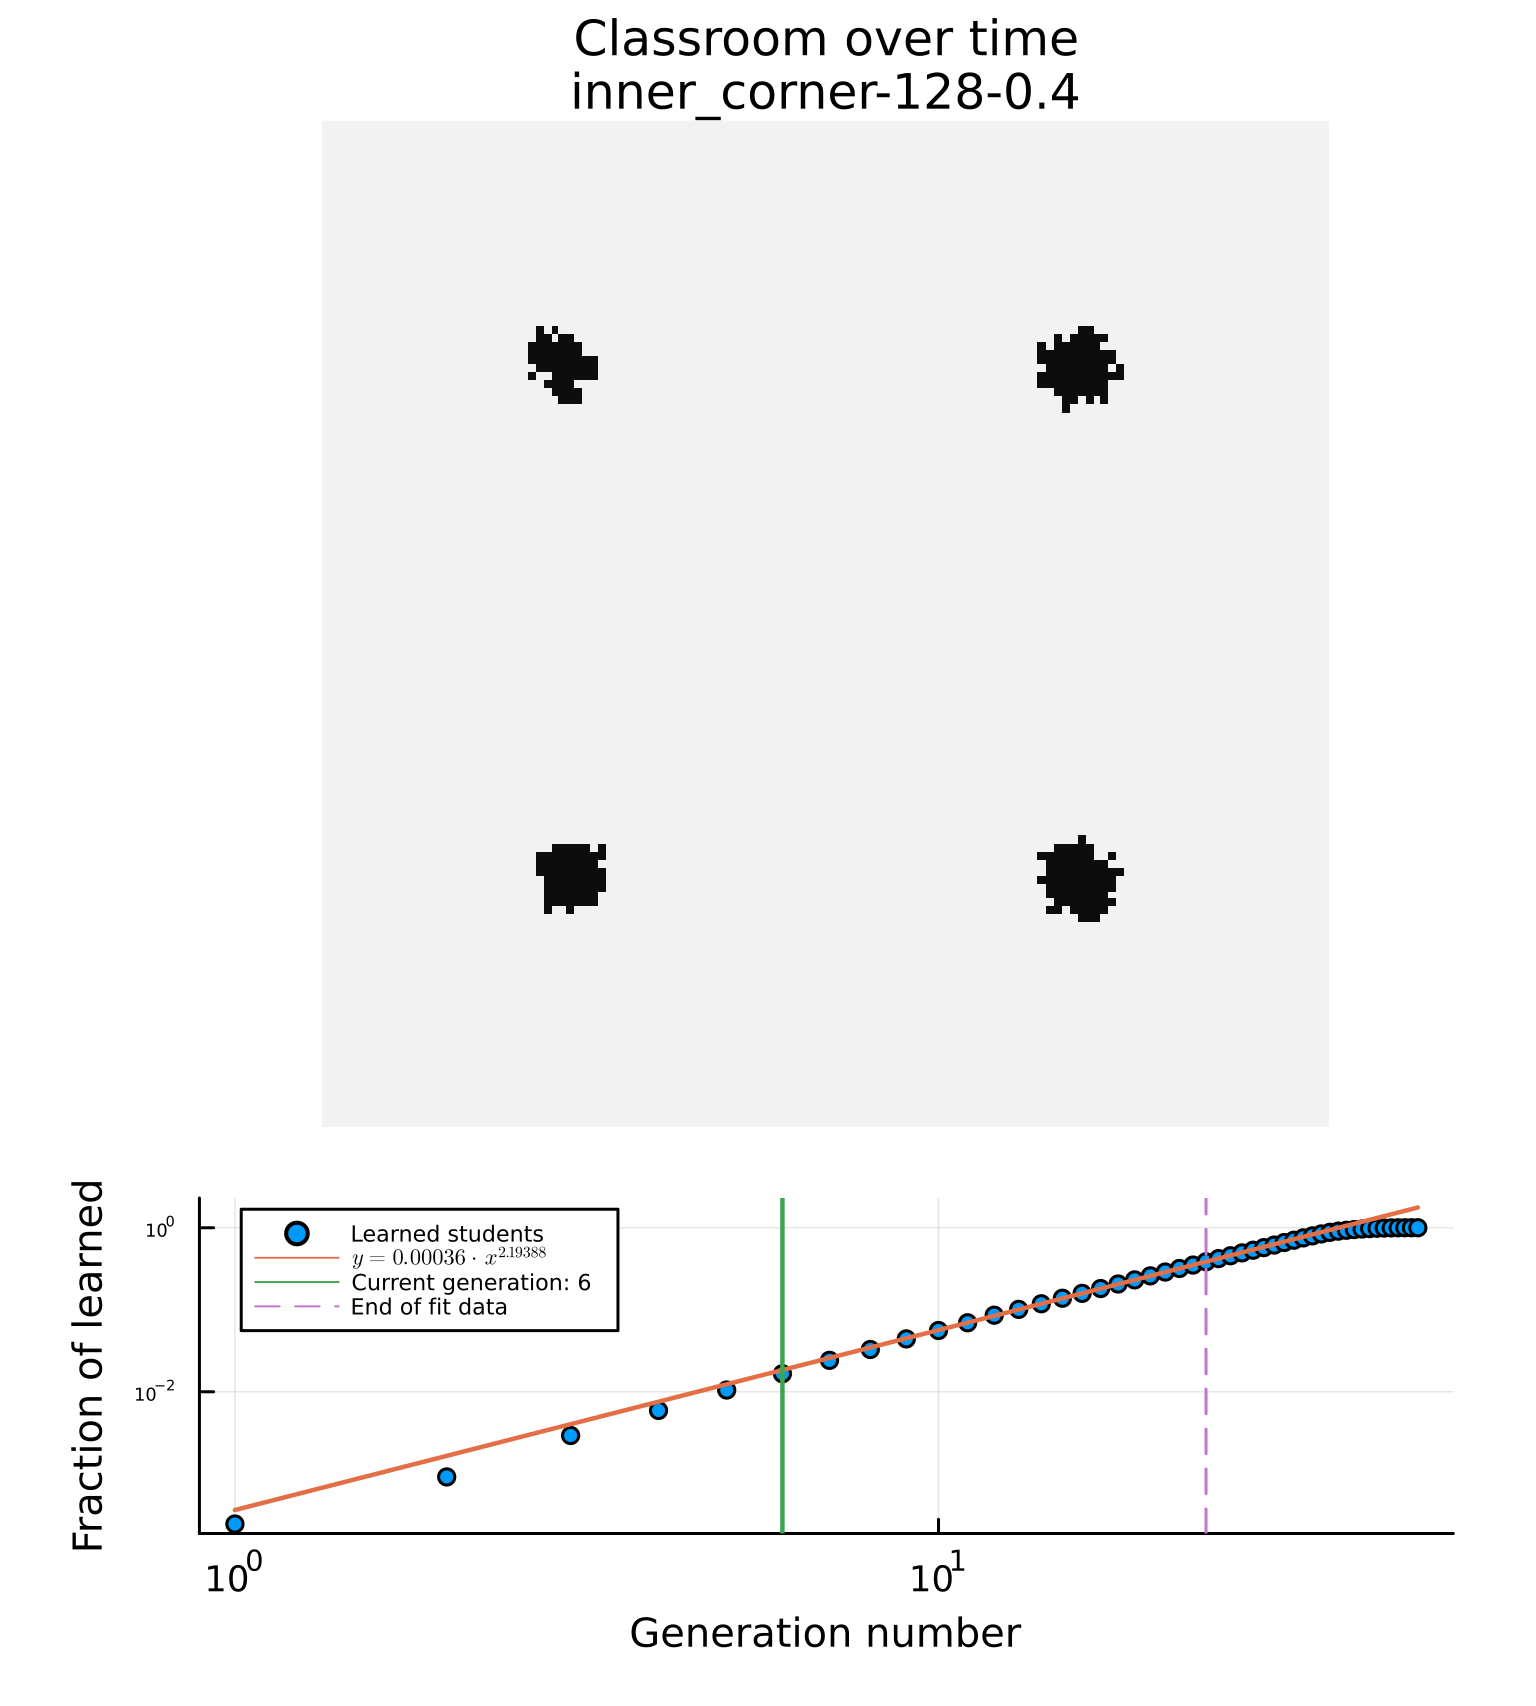 Classroom over time
inner_corner-128-0.4
Fraction of learned
10^0
10^−2
Learned students
y = 0.00036 · x^2.19388
Current generation: 6
End of fit data
10^0
10^1
Generation number